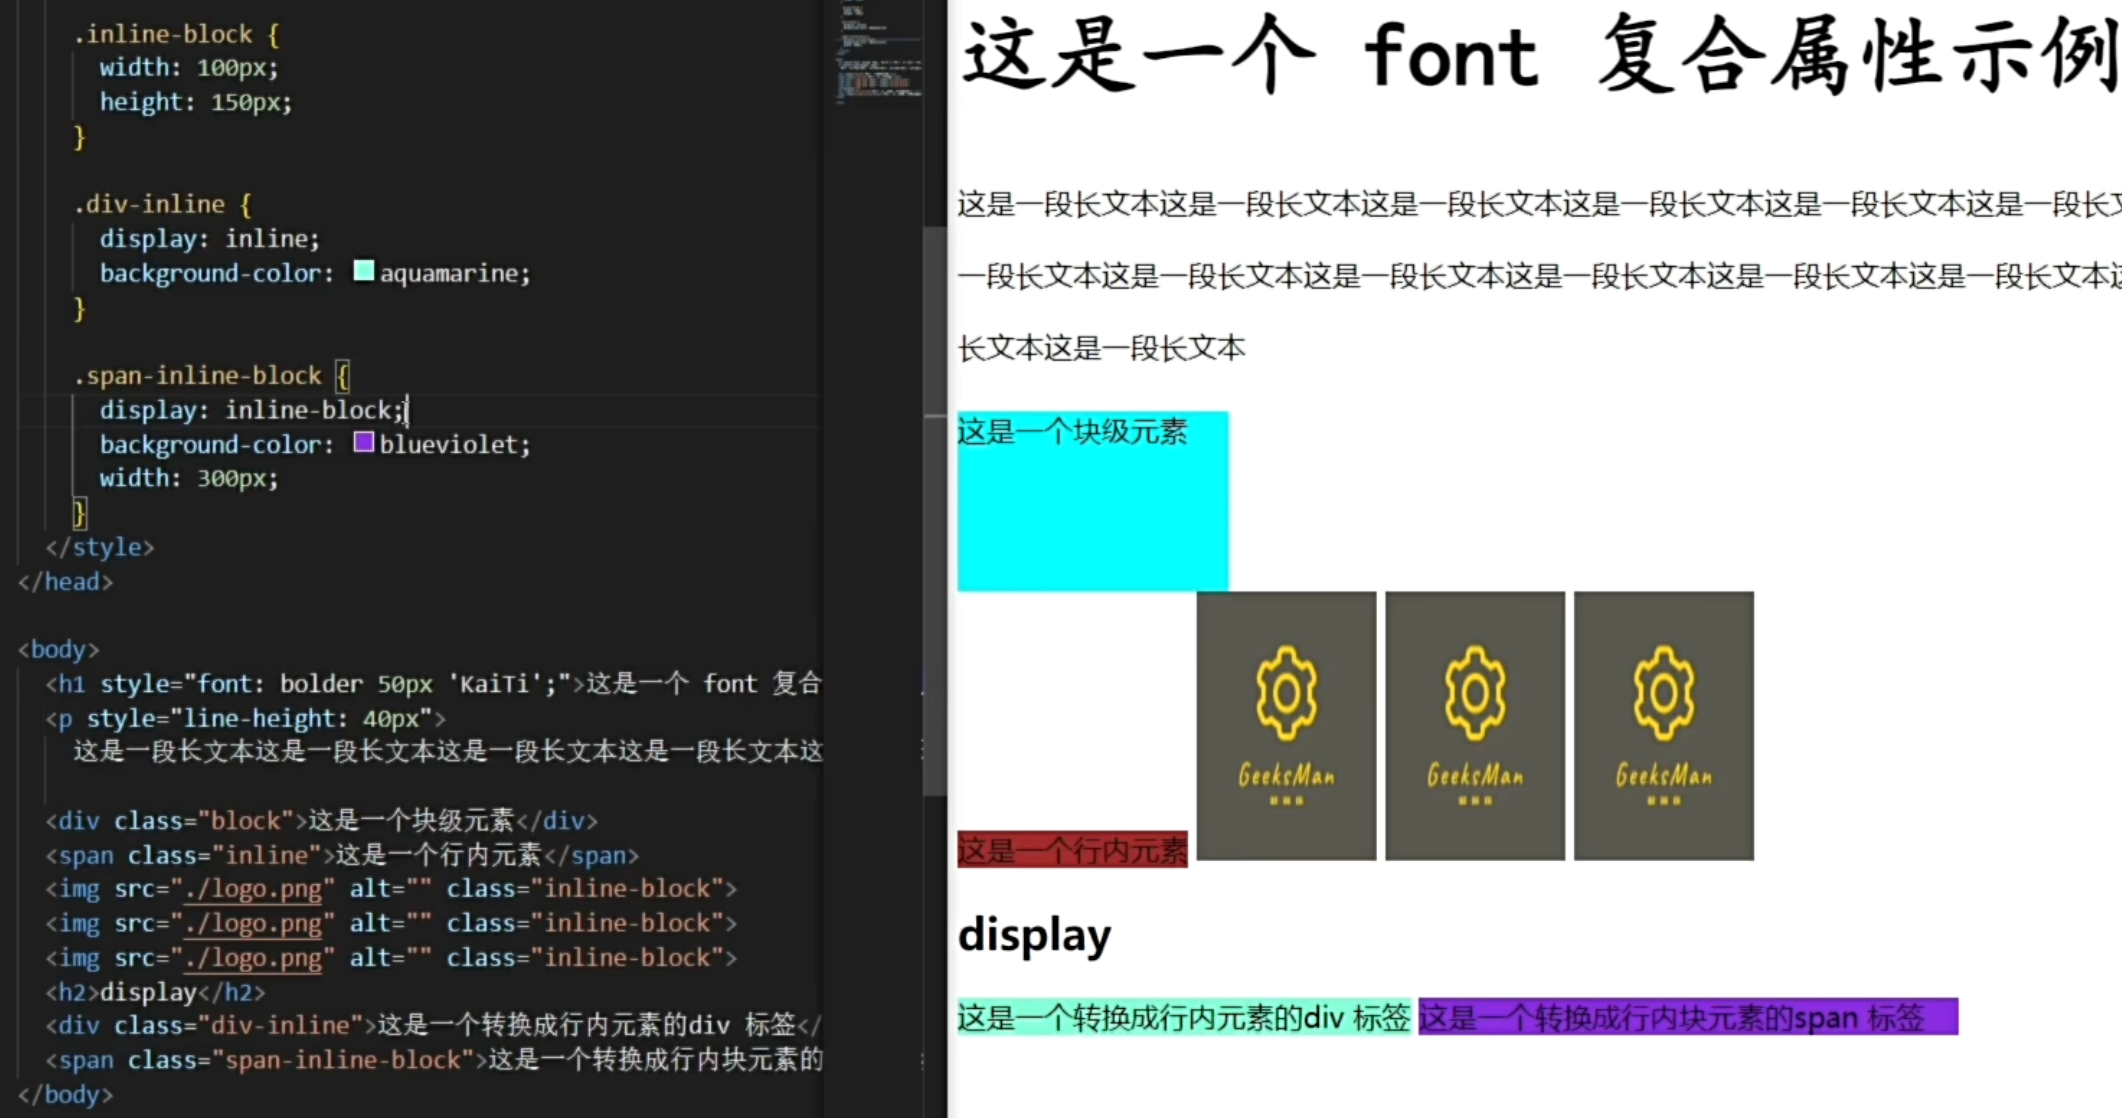 .inline-block {
width: 100px;
height: 150px;
}
.div-inline {
display: inline;
background-color: aquamarine;
}
.span-inline-block {
display: inline-block;
background-color: blueviolet;
width: 300px;
}
</style>
</head>
<body>
<h1 style="font: bolder 50px 'KaiTi';">这是一个 font 复合
<p style="line-height: 40px">
这是一段长文本这是一段长文本这是一段长文本这是一段长文本这
<div class="block">这是一个块级元素</div>
<span class="inline">这是一个行内元素</span>
<img src="./logo.png" alt="" class="inline-block">
<img src="./logo.png" alt="" class="inline-block">
<img src="./logo.png" alt="" class="inline-block">
<h2>display</h2>
<div class="div-inline">这是一个转换成行内元素的div 标签</
<span class="span-inline-block">这是一个转换成行内块元素的
</body>
这是一个 font 复合属性示例
这是一段长文本这是一段长文本这是一段长文本这是一段长文本这是一段长文本这是一段长文
一段长文本这是一段长文本这是一段长文本这是一段长文本这是一段长文本这是一段长文本这
长文本这是一段长文本
这是一个块级元素
GeeksMan
GeeksMan
GeeksMan
这是一个行内元素
display
这是一个转换成行内元素的div 标签 这是一个转换成行内块元素的span 标签